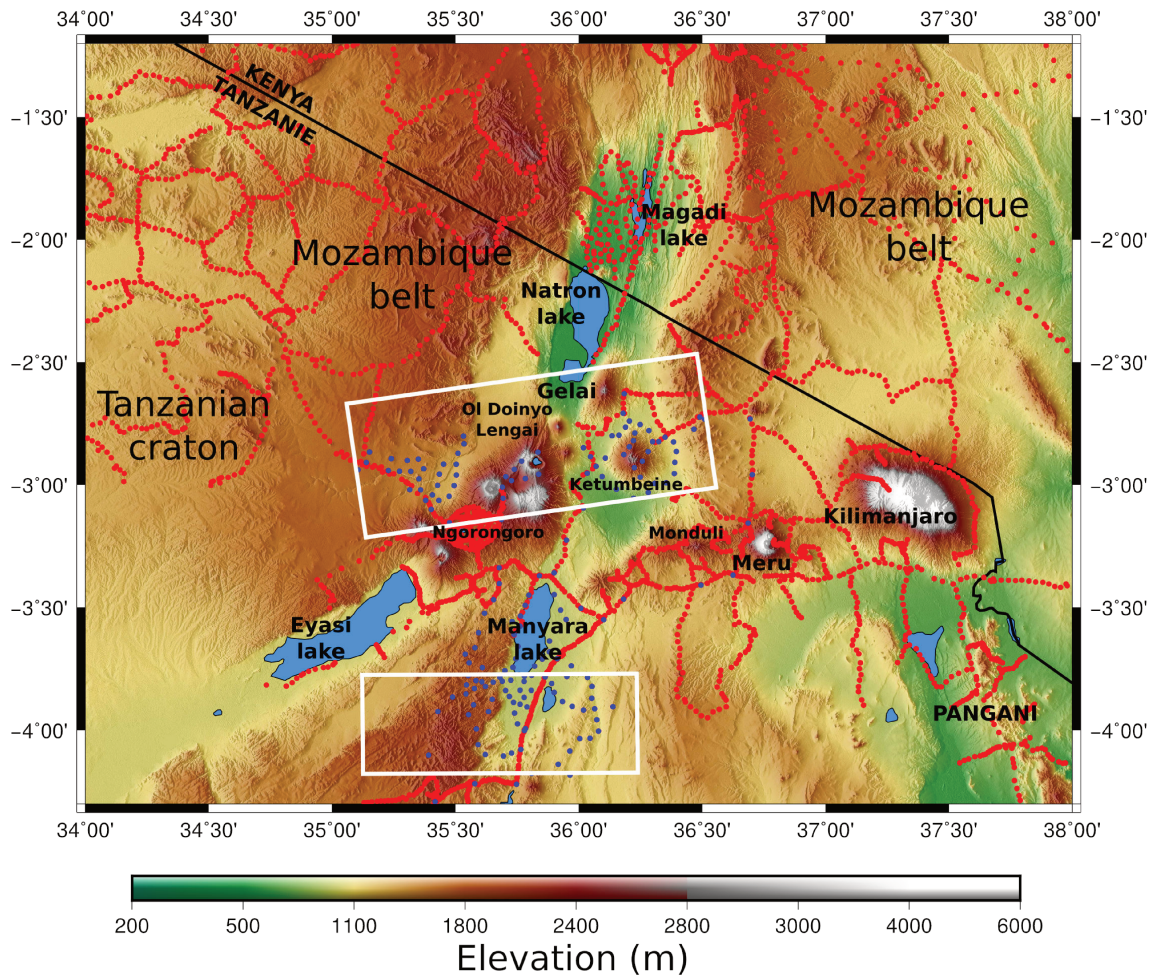 34˚00' 34˚30' 35˚00' 35˚30' 36˚00' 36˚30' 37˚00' 37˚30' 38˚00'
KENYA
TANZANIE
−1˚30' −1˚30'
Magadi
lake
Mozambique
belt
−2˚00' −2˚00'
Mozambique
belt
Natron
lake
−2˚30' −2˚30'
Gelai
Tanzanian
craton
Ol Doinyo
Lengai
Ketumbeine
−3˚00' −3˚00'
Kilimanjaro
Ngorongoro
Monduli
Meru
−3˚30' −3˚30'
Eyasi
lake
Manyara
lake
PANGANI
−4˚00' −4˚00'
34˚00' 34˚30' 35˚00' 35˚30' 36˚00' 36˚30' 37˚00' 37˚30' 38˚00'
200 500 1100 1800 2400 2800 3000 4000 6000
Elevation (m)